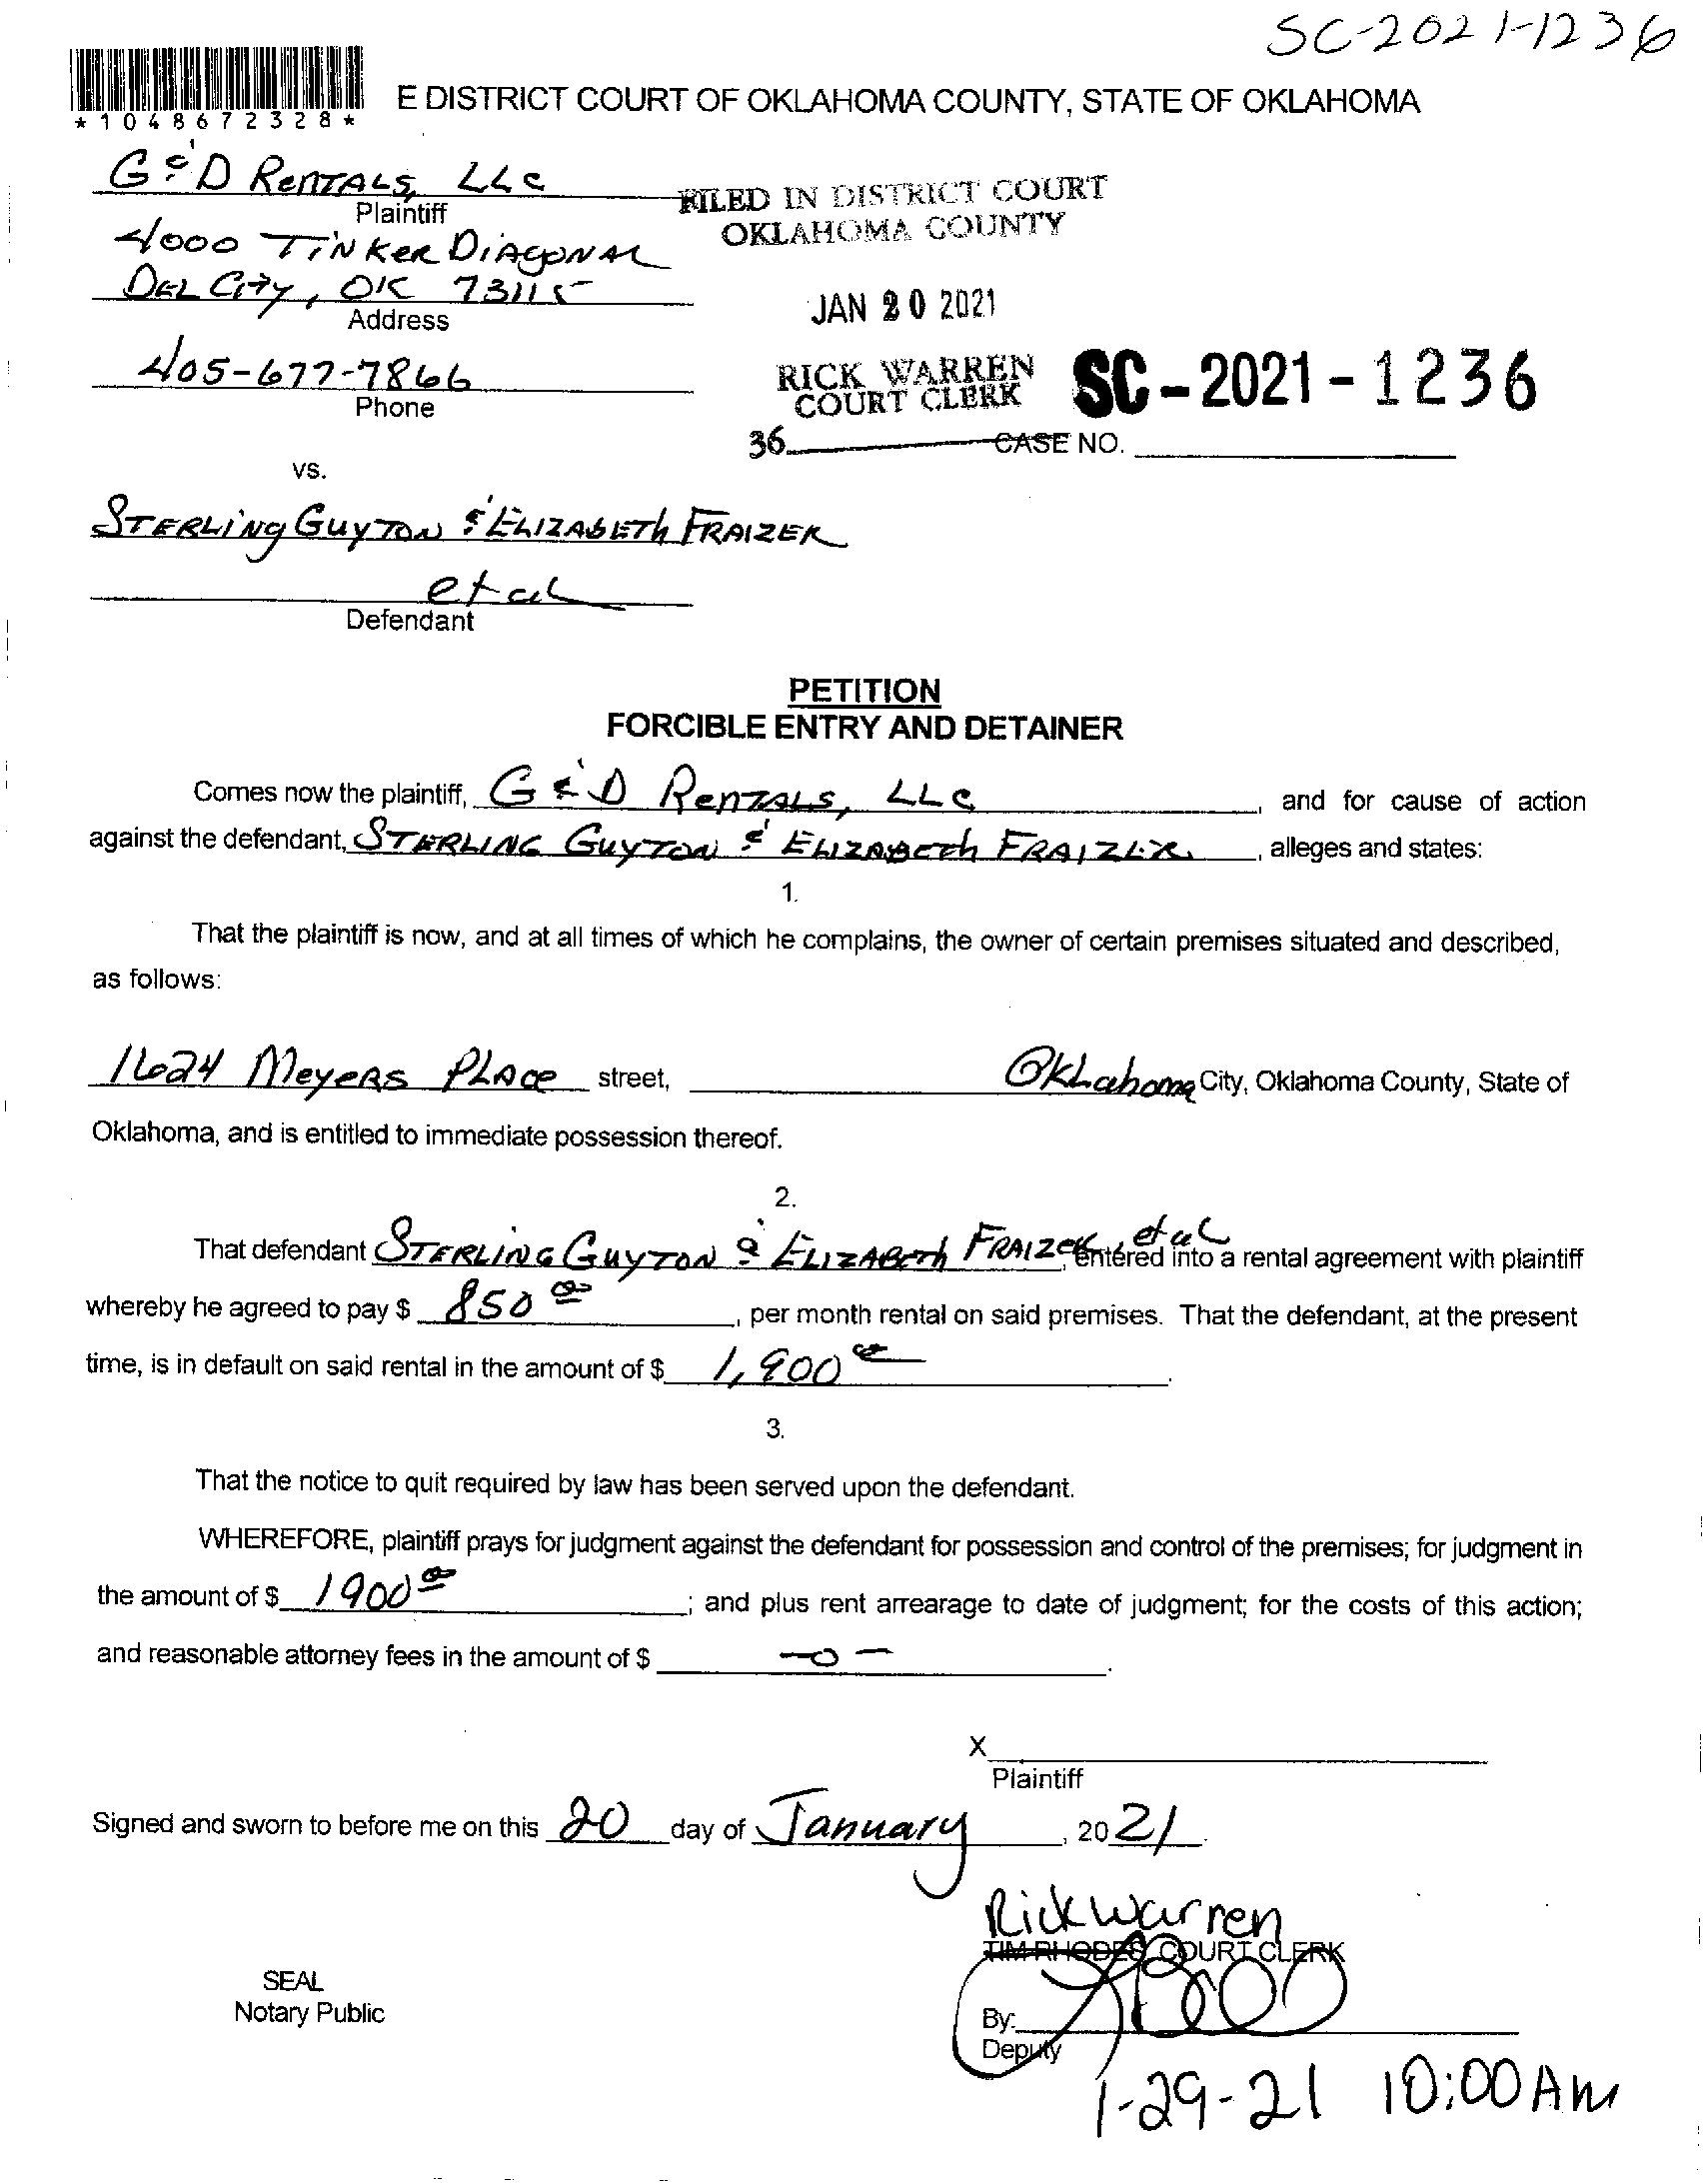 SC-2021-1236
*1048672328*
E DISTRICT COURT OF OKLAHOMA COUNTY, STATE OF OKLAHOMA
G & D RENTALS, LLC
Plaintiff
FILED IN DISTRICT COURT
OKLAHOMA COUNTY
4000 TINKER DIAGONAL
DEL CITY, OK 73115
Address
JAN 20 2021
405-677-7866
Phone
RICK WARREN
COURT CLERK
SC-2021-1236
36
CASE NO.
vs.
STERLING GUYTON & ELIZABETH FRAIZER
et al
Defendant
PETITION
FORCIBLE ENTRY AND DETAINER
Comes now the plaintiff, G & D RENTALS, LLC, and for cause of action
against the defendant, STERLING GUYTON & ELIZABETH FRAIZER, alleges and states:
1.
That the plaintiff is now, and at all times of which he complains, the owner of certain premises situated and described,
as follows:
1624 MEYERS PLACE street, Oklahoma City, Oklahoma County, State of
Oklahoma, and is entitled to immediate possession thereof.
2.
That defendant STERLING GUYTON & ELIZABETH FRAIZER, et al entered into a rental agreement with plaintiff
whereby he agreed to pay $ 850 00, per month rental on said premises. That the defendant, at the present
time, is in default on said rental in the amount of $ 1,900 00.
3.
That the notice to quit required by law has been served upon the defendant.
WHEREFORE, plaintiff prays for judgment against the defendant for possession and control of the premises; for judgment in
the amount of $ 1900 00; and plus rent arrearage to date of judgment; for the costs of this action;
and reasonable attorney fees in the amount of $ -0-.
X
Plaintiff
Signed and sworn to before me on this 20 day of January, 2021.
Rick Warren
TIM RHODES, COURT CLERK
SEAL
Notary Public
By:
Deputy
1-29-21 10:00 AM